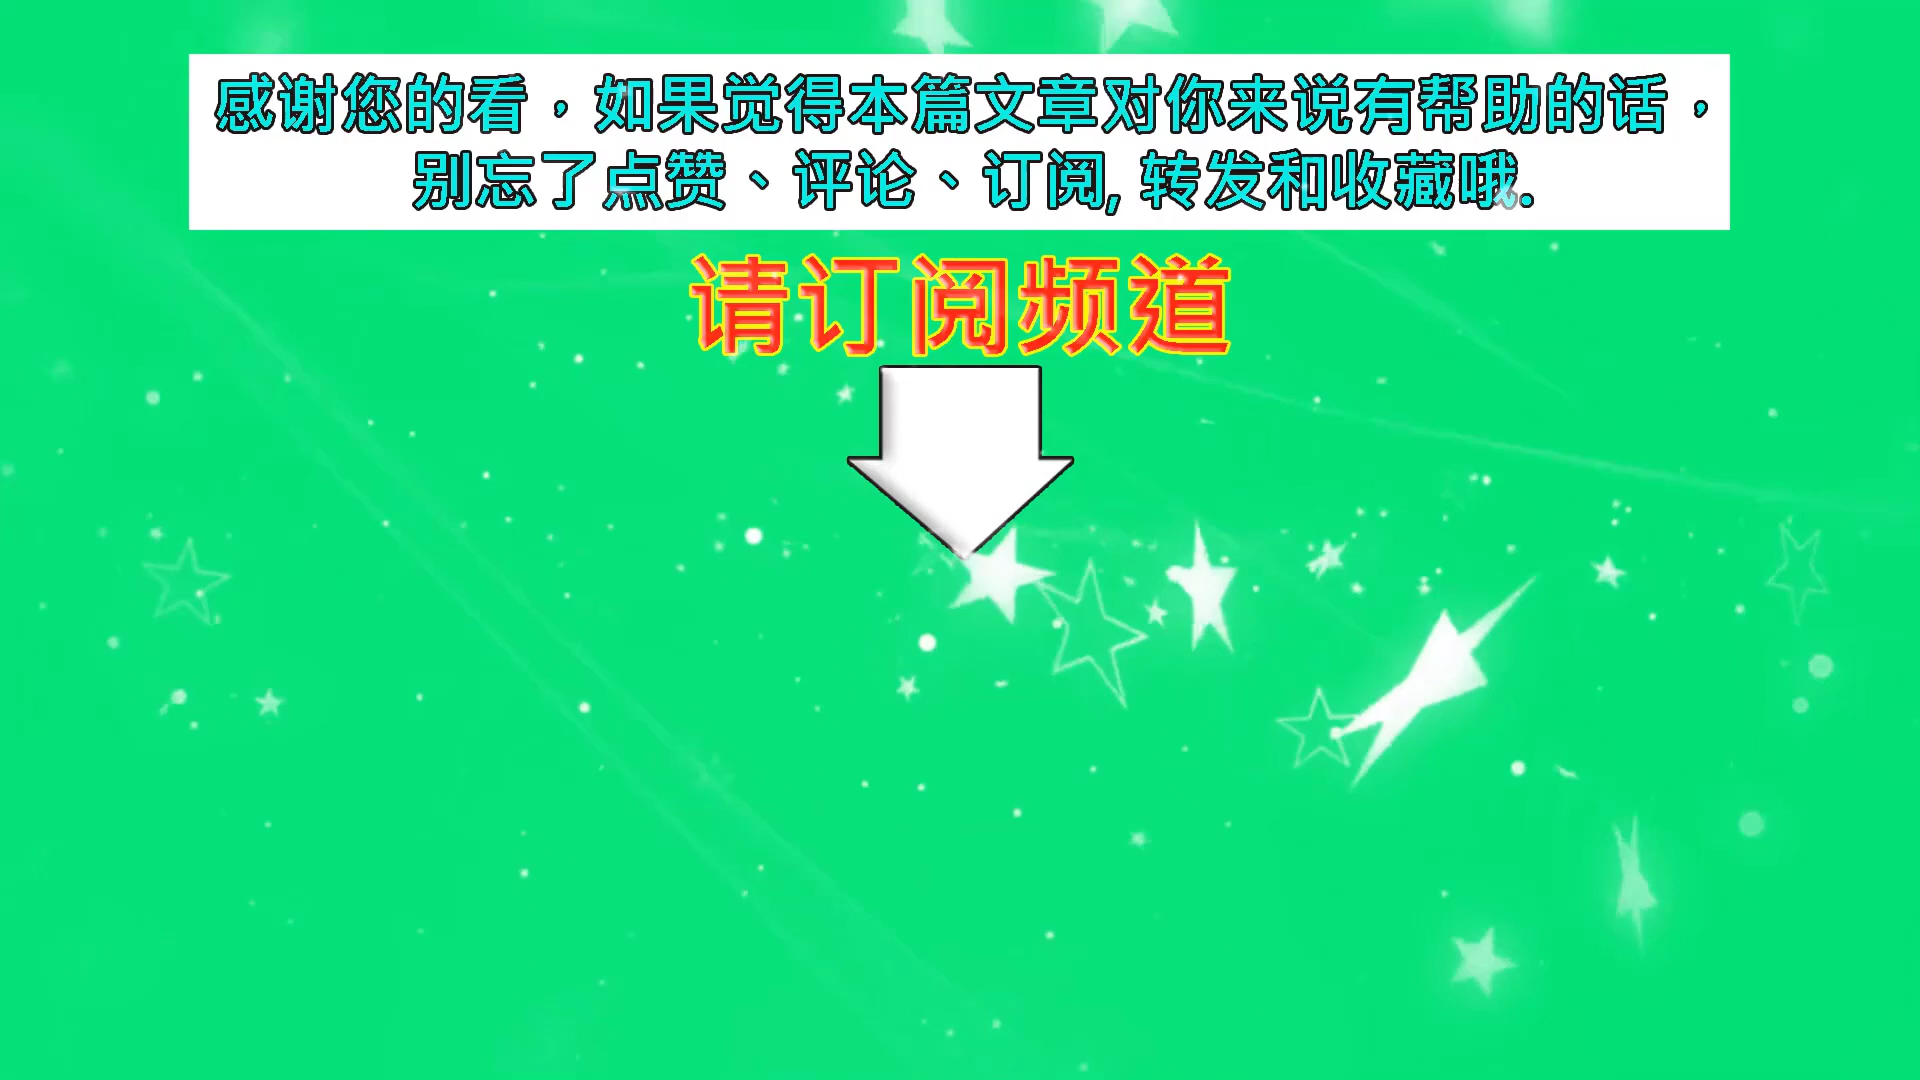 感谢您的看，如果觉得本篇文章对你来说有帮助的话，
别忘了点赞、评论、订阅, 转发和收藏哦.
请订阅频道